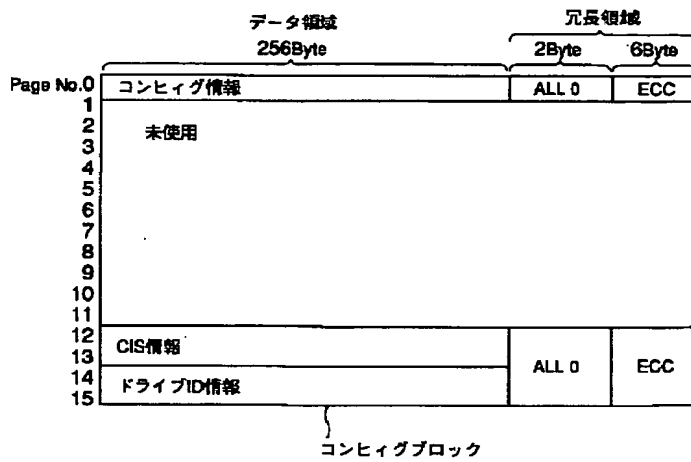 データ領域
冗長領域
256Byte
2Byte
6Byte
Page No.0
コンヒィグ情報
ALL 0
ECC
1
2
未使用
3
4
5
6
7
8
9
10
11
12
CIS情報
13
ALL 0
ECC
14
ドライブID情報
15
コンヒィグブロック